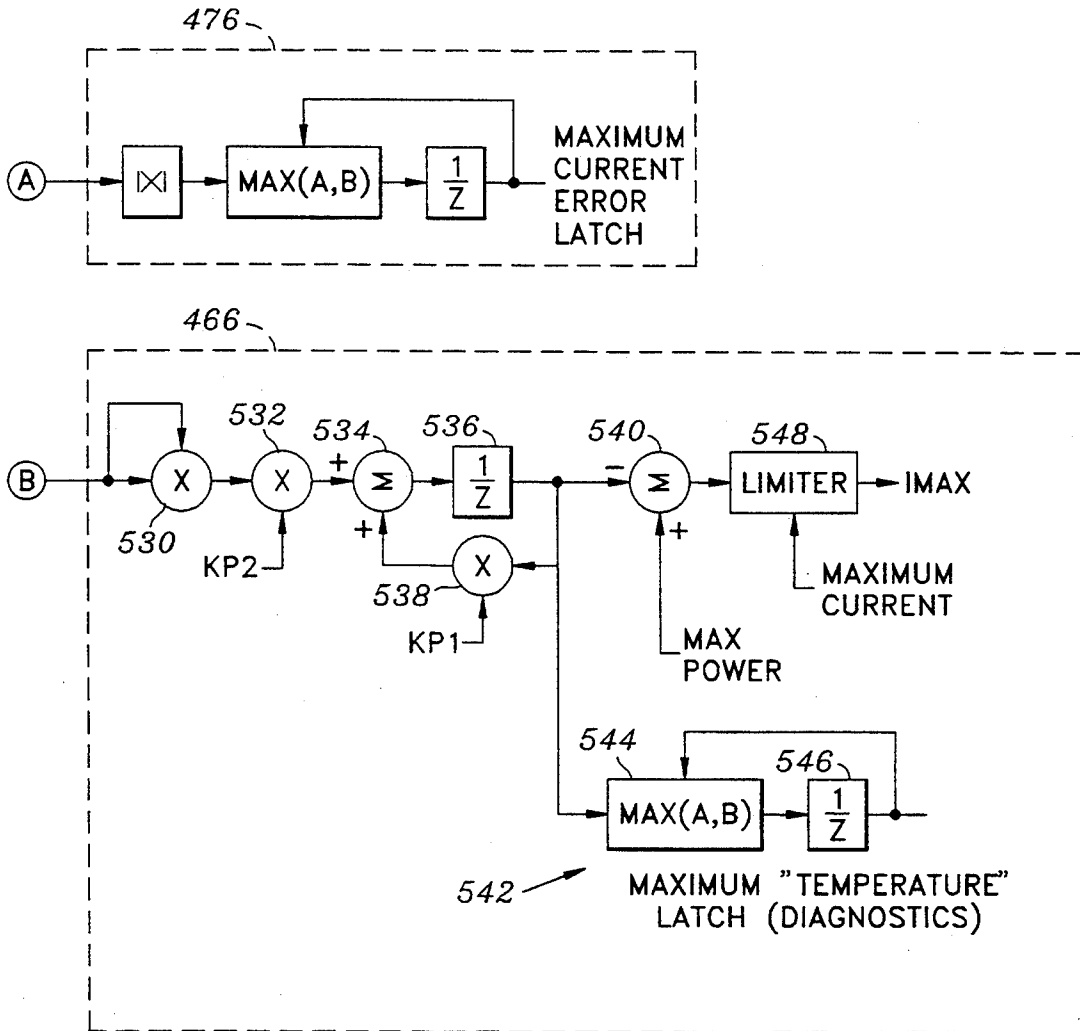 476
A
|X|
MAX(A,B)
1
Z
MAXIMUM
CURRENT
ERROR
LATCH
466
B
X
530
532
X
KP2
+
534
Σ
+
536
1
Z
538
X
KP1
540
-
Σ
+
MAX
POWER
548
LIMITER
IMAX
MAXIMUM
CURRENT
544
MAX(A,B)
546
1
Z
542
MAXIMUM "TEMPERATURE"
LATCH (DIAGNOSTICS)